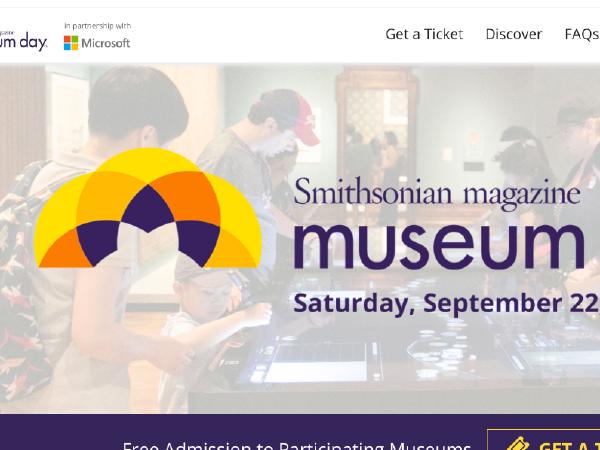 in partnership with
um day.
Microsoft
Get a Ticket
Discover
FAQs
Smithsonian magazine
museum
Saturday, September 22
Free Admission to Participating Museums
GET A T